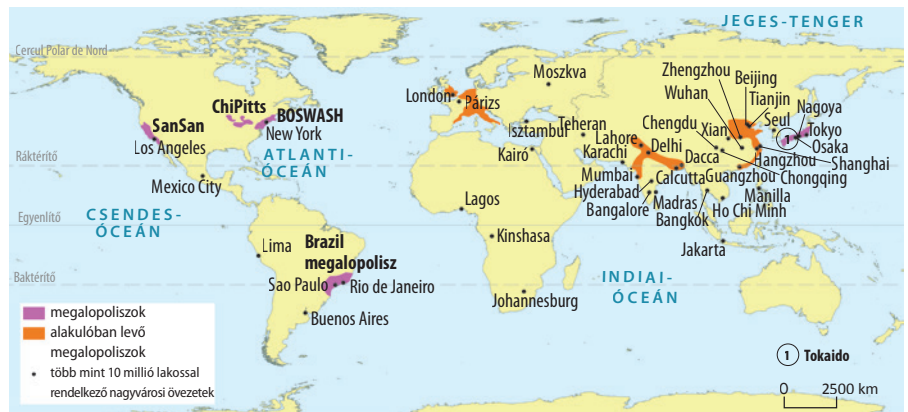 JEGES-TENGER
Cercul Polar de Nord
Moszkva
Zhengzhou
Beijing
Wuhan
Tianjin
London
Párizs
Nagoya
ChiPitts
BOSWASH
Isztambul
Teheran
Chengdu
Xian
Seul
SanSan
New York
Lahore
1
Tokyo
Los Angeles
Delhi
Osaka
ATLANTI-
ÓCEÁN
Kairó
Karachi
Dacca
Hangzhou
Shanghai
Ráktérítő
Mumbai
Calcutta
Guangzhou
Chongqing
Mexico City
Hyderabad
Madras
Manilla
Bangalore
Bangkok
Ho Chi Minh
CSENDES-
ÓCEÁN
Lagos
Egyenlítő
Kinshasa
Jakarta
Lima
Brazil
megalopolisz
INDIAI-
ÓCEÁN
Baktérítő
Sao Paulo
Rio de Janeiro
Johannesburg
Buenos Aires
megalopoliszok
alakulóban levő
megalopoliszok
több mint 10 millió lakossal
rendelkező nagyvárosi övezetek
1 Tokaido
0 2500 km